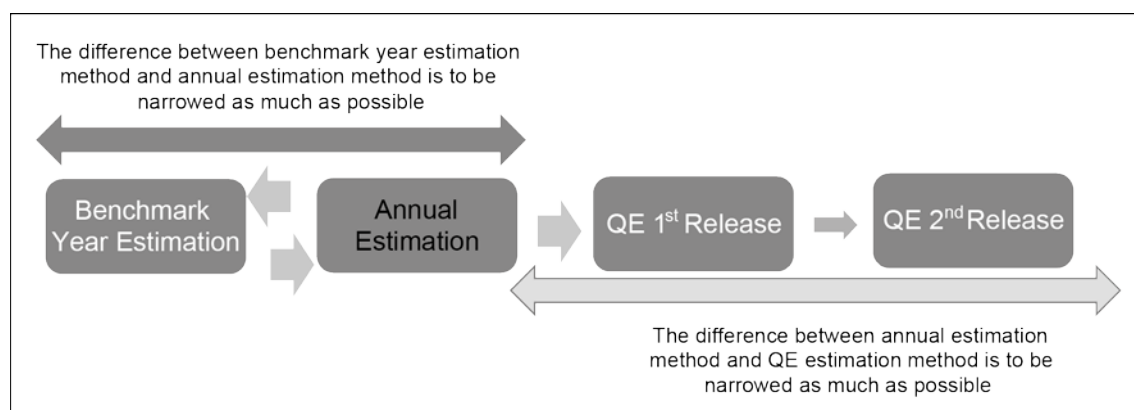 The difference between benchmark year estimation
method and annual estimation method is to be
narrowed as much as possible
Benchmark
Year Estimation
Annual
Estimation
QE 1st Release
QE 2nd Release
The difference between annual estimation
method and QE estimation method is to be
narrowed as much as possible